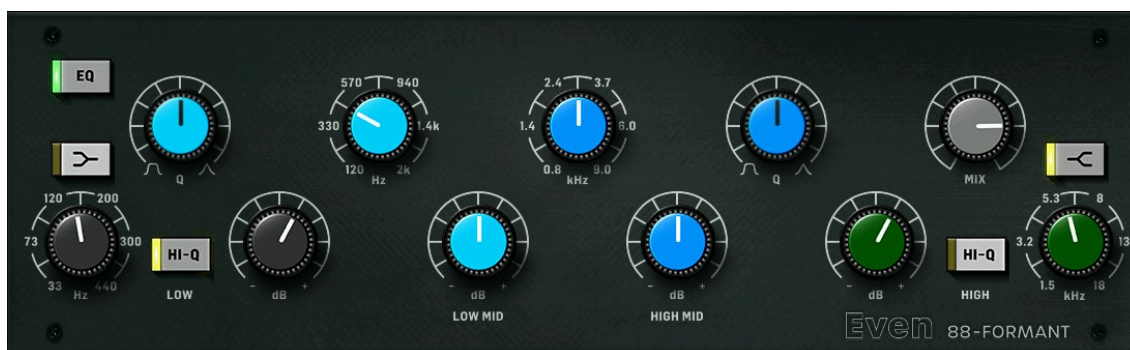 EQ
570 940
2.4 3.7
330 1.4k
1.4 6.0
120 2k
Hz
0.8 9.0
kHz
Q
Q
MIX
120 200
5.3 8
73 300
HI-Q
HI-Q
3.2 13
33 440
Hz
LOW
- dB +
- dB +
- dB +
- dB +
HIGH
1.5 18
kHz
LOW MID
HIGH MID
Even 88-FORMANT